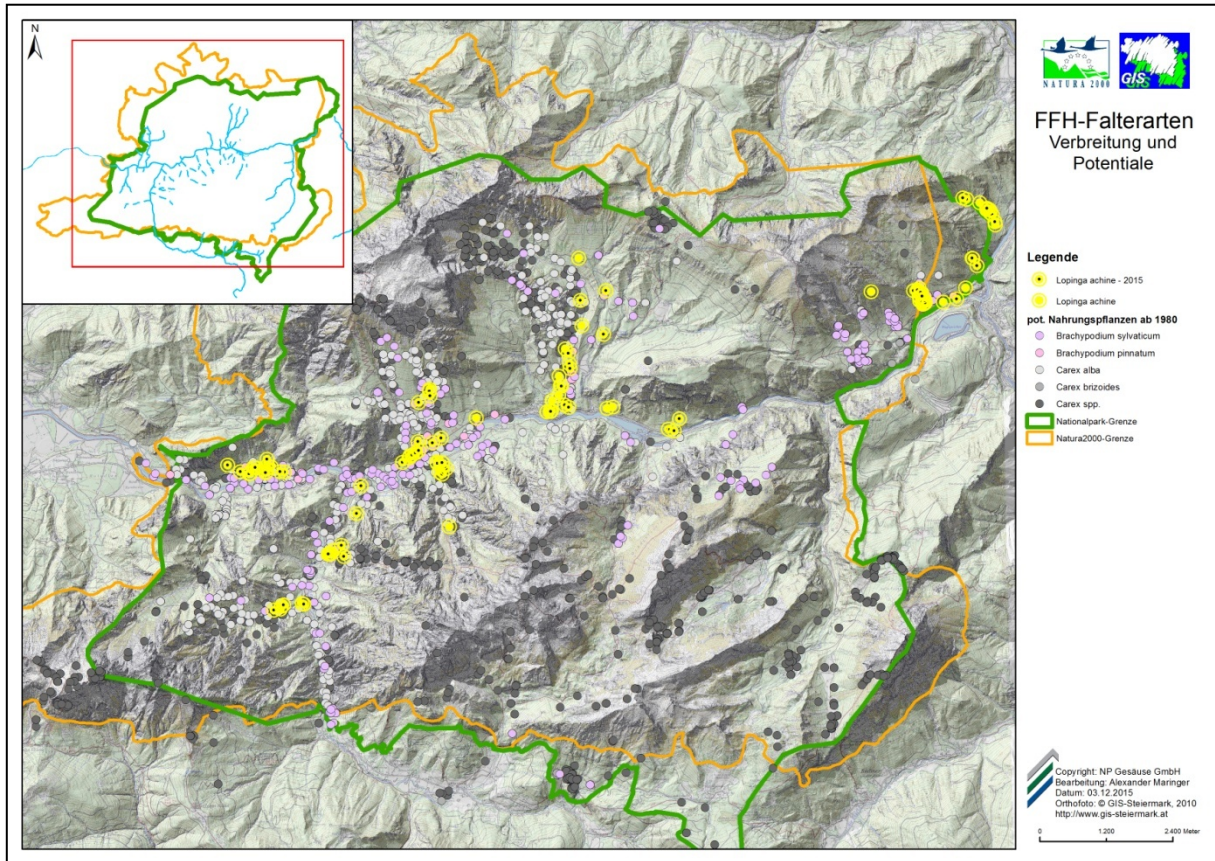 N
NATURA 2000
GIS
FFH-Falterarten
Verbreitung und
Potentiale
Legende
Lopinga achine - 2015
Lopinga achine
pot. Nahrungspflanzen ab 1980
Brachypodium sylvaticum
Brachypodium pinnatum
Carex alba
Carex brizoides
Carex spp.
Nationalpark-Grenze
Natura2000-Grenze
Copyright: NP Gesäuse GmbH
Bearbeitung: Alexander Maringer
Datum: 03.12.2015
Orthofoto: © GIS-Steiermark, 2010
http://www.gis-steiermark.at
0 1.200 2.400 Meter